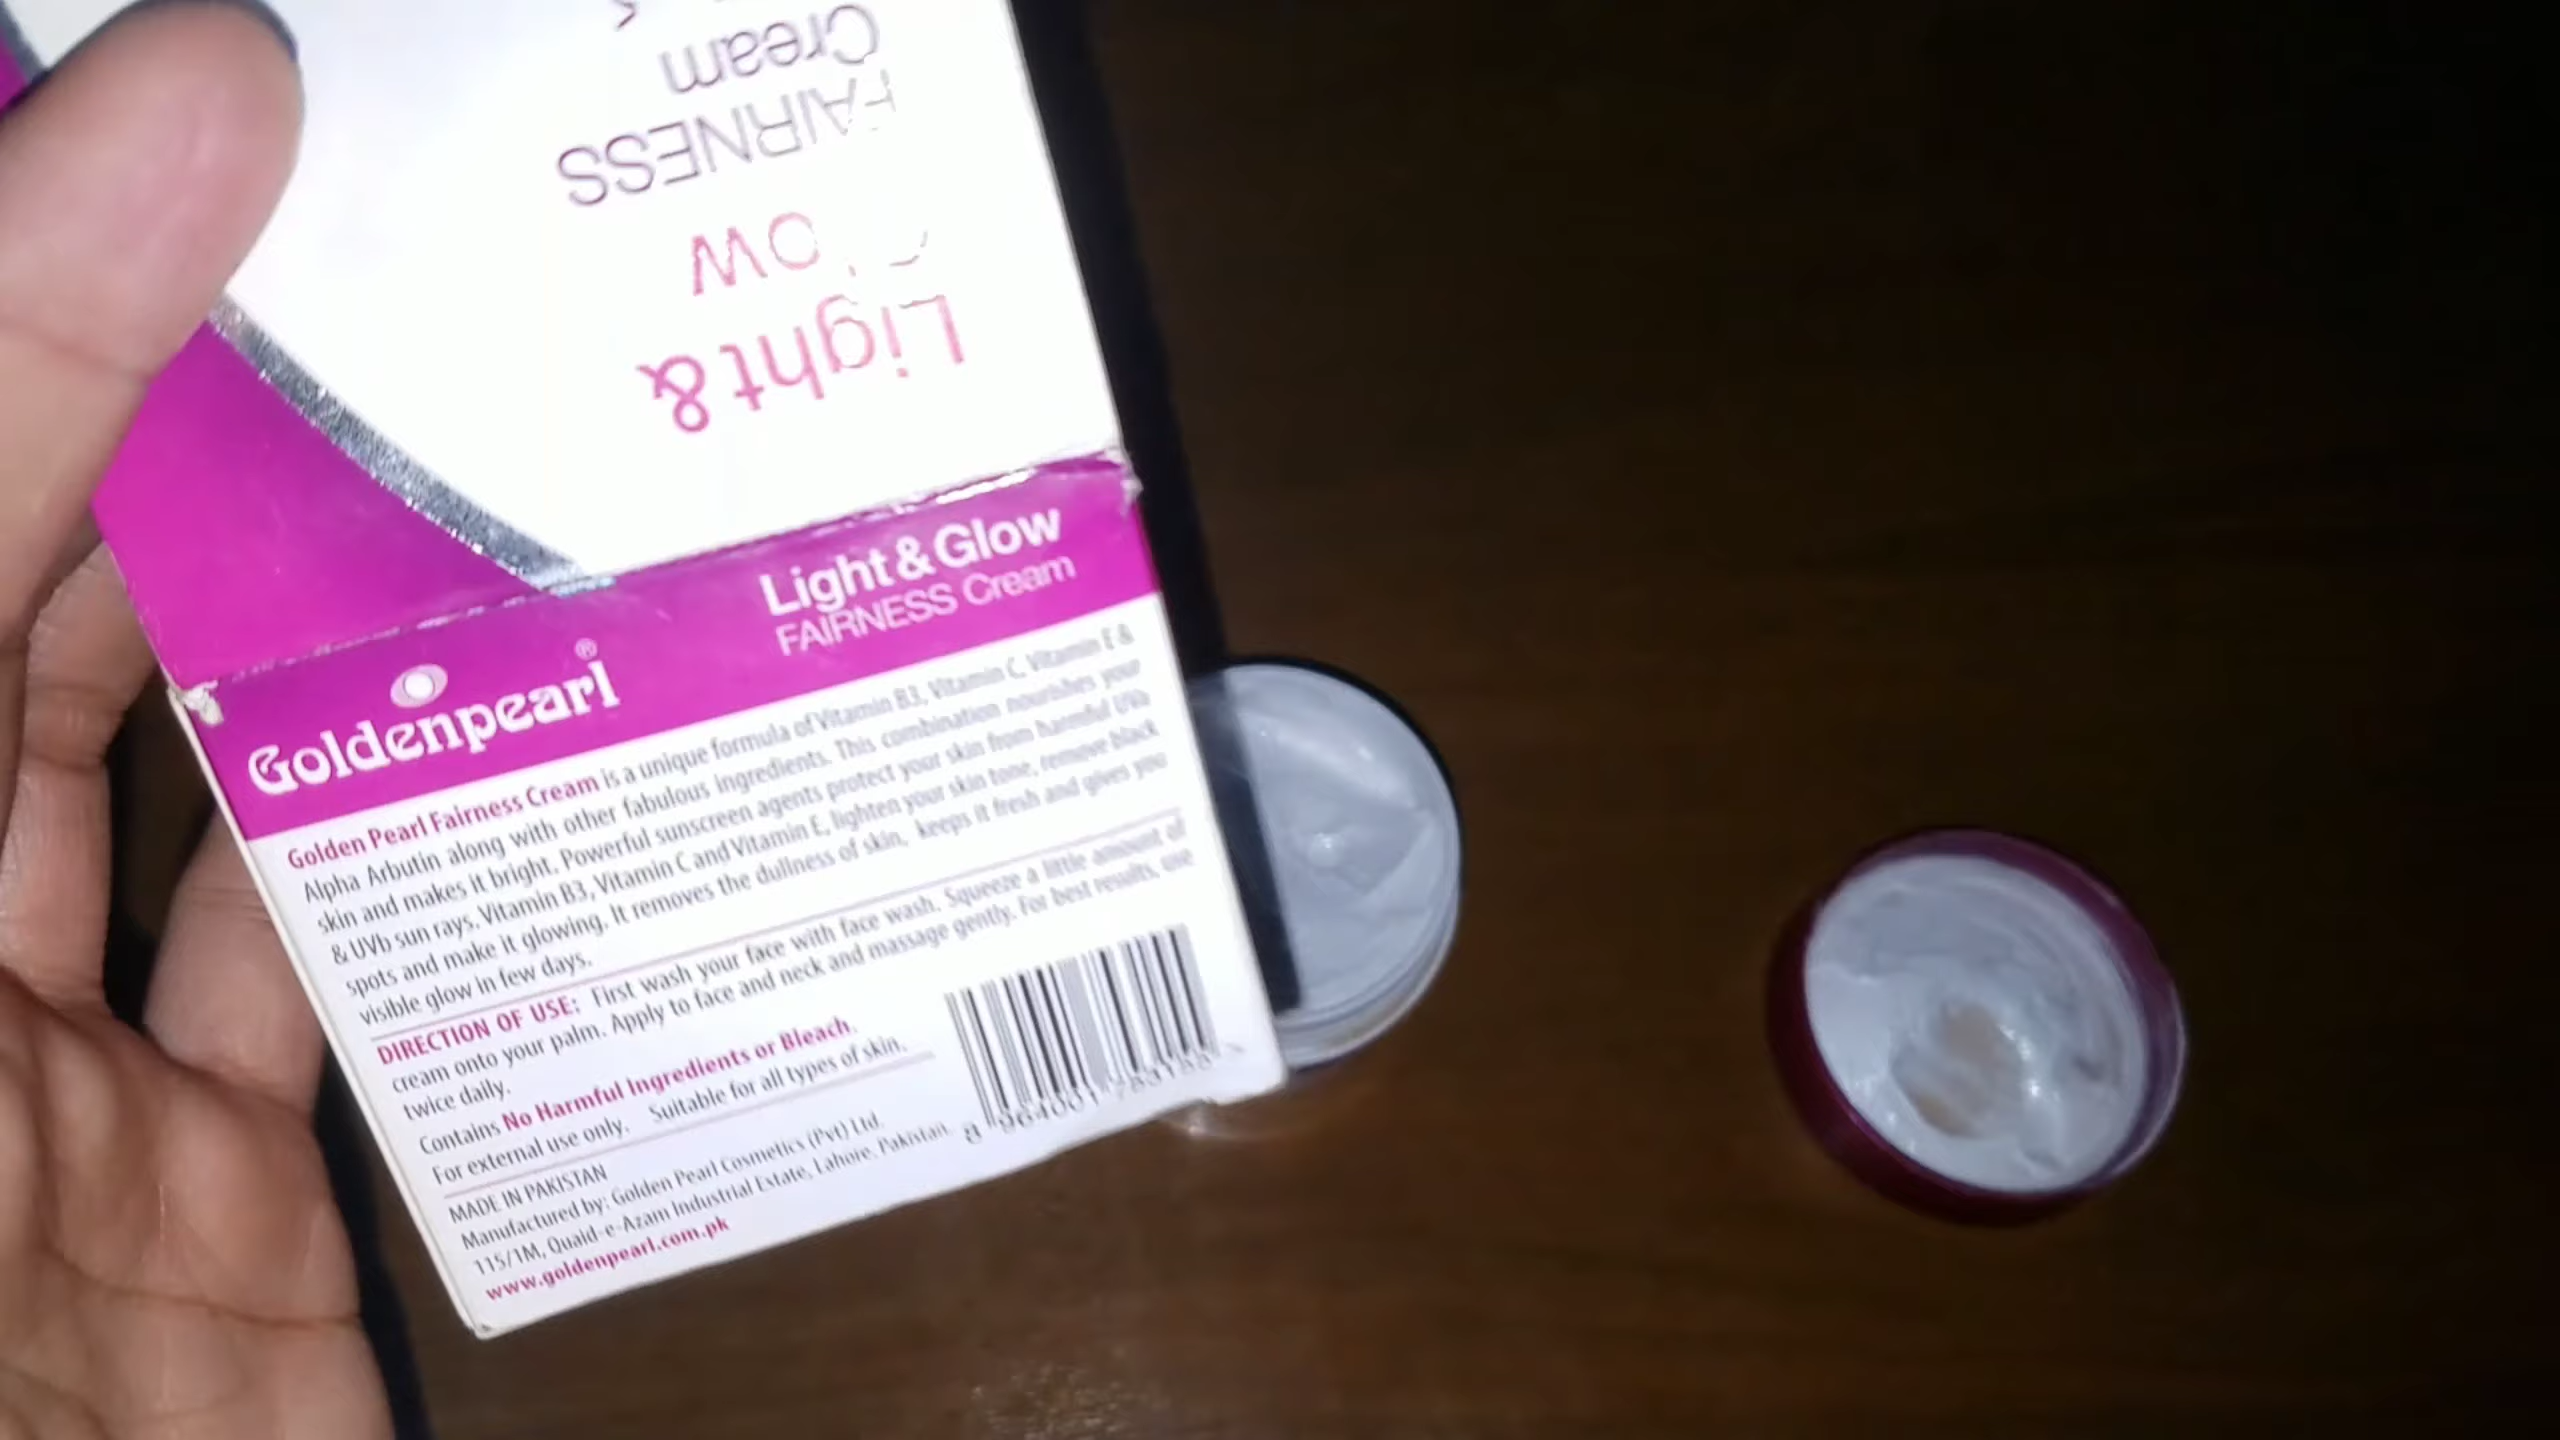 Cream
FAIRNESS
Light &
Light & Glow
FAIRNESS Cream
Goldenpearl®
Golden Pearl Fairness Cream is a unique formula of Vitamin B3, Vitamin C, Vitamin E &
Alpha Arbutin along with other fabulous ingredients. This combination nourishes your
skin and makes it bright. Powerful sunscreen agents protect your skin from harmful UVa
& UVb sun rays. Vitamin B3, Vitamin C and Vitamin E, lighten your skin tone, remove black
spots and make it glowing. It removes the dullness of skin, keeps it fresh and gives you
visible glow in few days.
DIRECTION OF USE: First wash your face with face wash. Squeeze a little amount of
cream onto your palm. Apply to face and neck and massage gently. For best results, use
twice daily.
Contains No Harmful Ingredients or Bleach.
For external use only. Suitable for all types of skin.
MADE IN PAKISTAN
Manufactured by: Golden Pearl Cosmetics (Pvt) Ltd.
115/1M, Quaid-e-Azam Industrial Estate, Lahore, Pakistan.
www.goldenpearl.com.pk